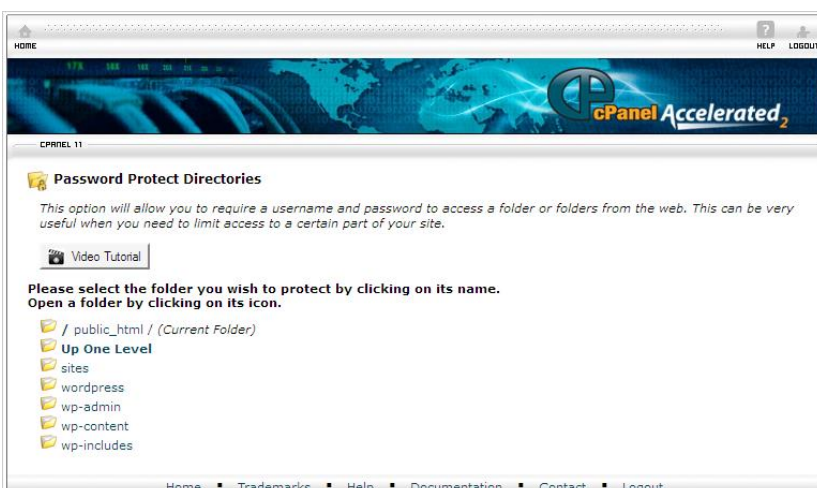 HOME
HELP LOGOUT
cPanel Accelerated2
CPANEL 11
Password Protect Directories
This option will allow you to require a username and password to access a folder or folders from the web. This can be very
useful when you need to limit access to a certain part of your site.
Video Tutorial
Please select the folder you wish to protect by clicking on its name.
Open a folder by clicking on its icon.
/ public_html / (Current Folder)
Up One Level
sites
wordpress
wp-admin
wp-content
wp-includes
Home Trademarks Help Documentation Contact Logout